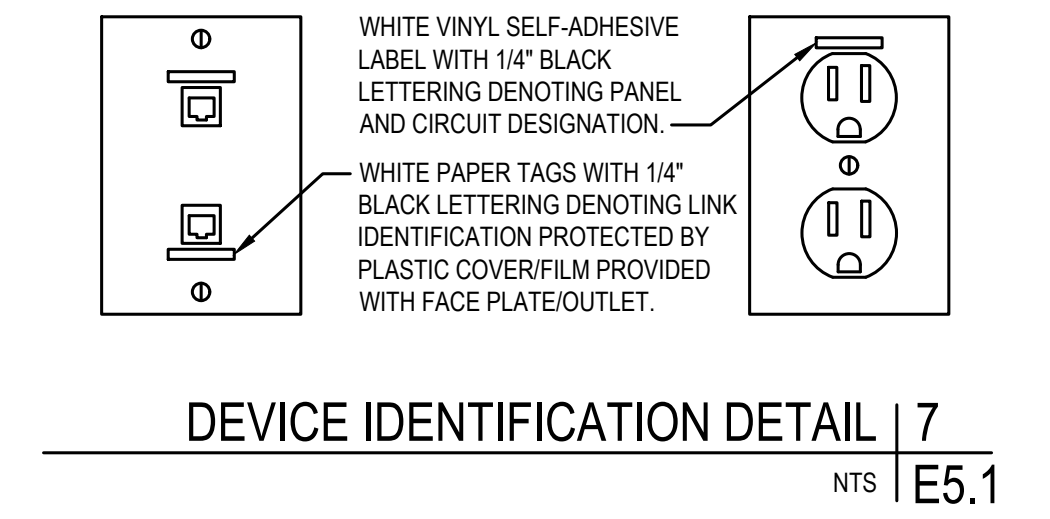 WHITE VINYL SELF-ADHESIVE
LABEL WITH 1/4" BLACK
LETTERING DENOTING PANEL
AND CIRCUIT DESIGNATION.
WHITE PAPER TAGS WITH 1/4"
BLACK LETTERING DENOTING LINK
IDENTIFICATION PROTECTED BY
PLASTIC COVER/FILM PROVIDED
WITH FACE PLATE/OUTLET.
DEVICE IDENTIFICATION DETAIL 7
NTS E5.1